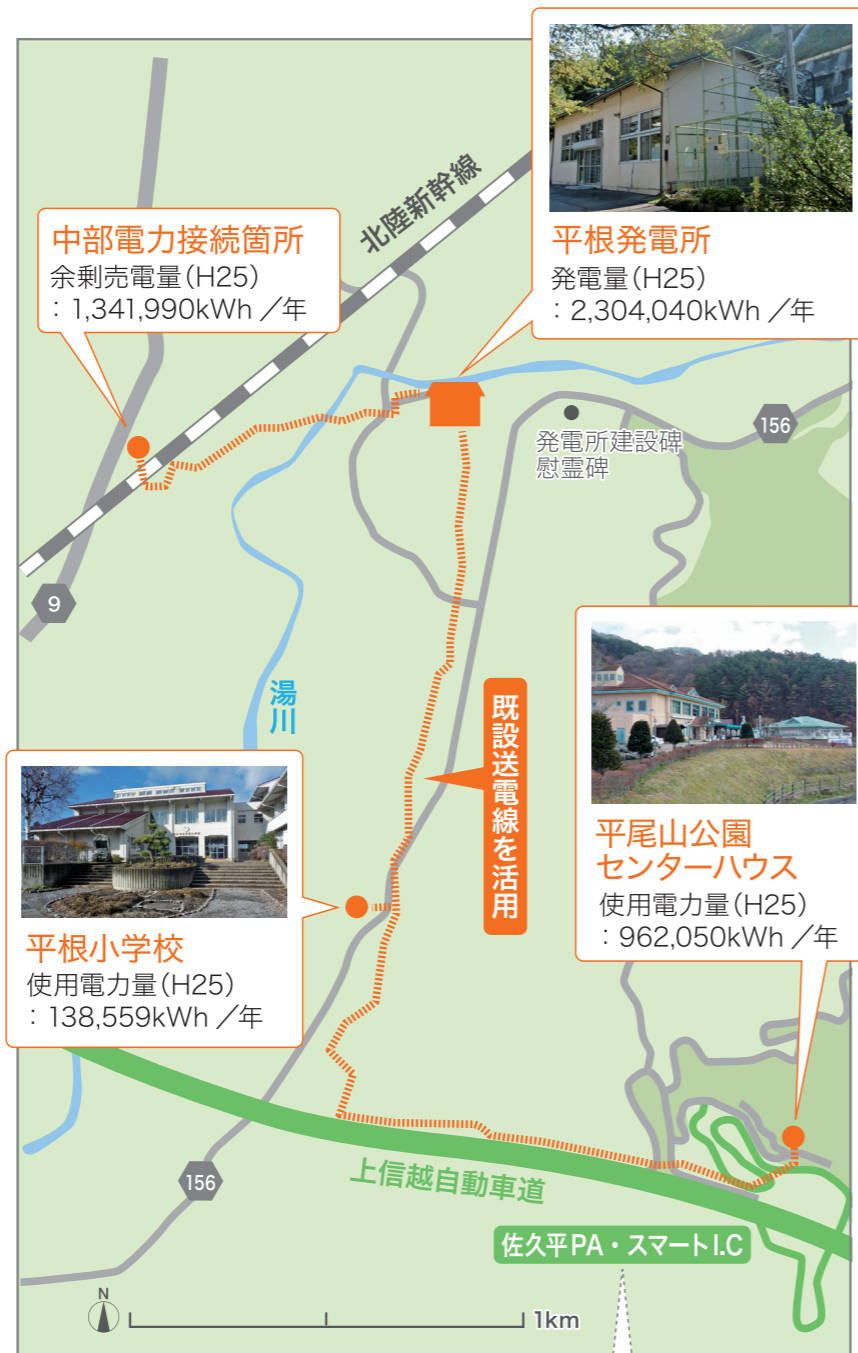 平根発電所
発電量(H25)
：2,304,040kWh／年
北陸新幹線
中部電力接続箇所
余剰売電量(H25)
：1,341,990kWh／年
156
発電所建設碑
慰霊碑
9
湯川
既設送電線を活用
平尾山公園
センターハウス
使用電力量(H25)
：962,050kWh／年
平根小学校
使用電力量(H25)
：138,559kWh／年
156
上信越自動車道
佐久平PA・スマートI.C
N
1km